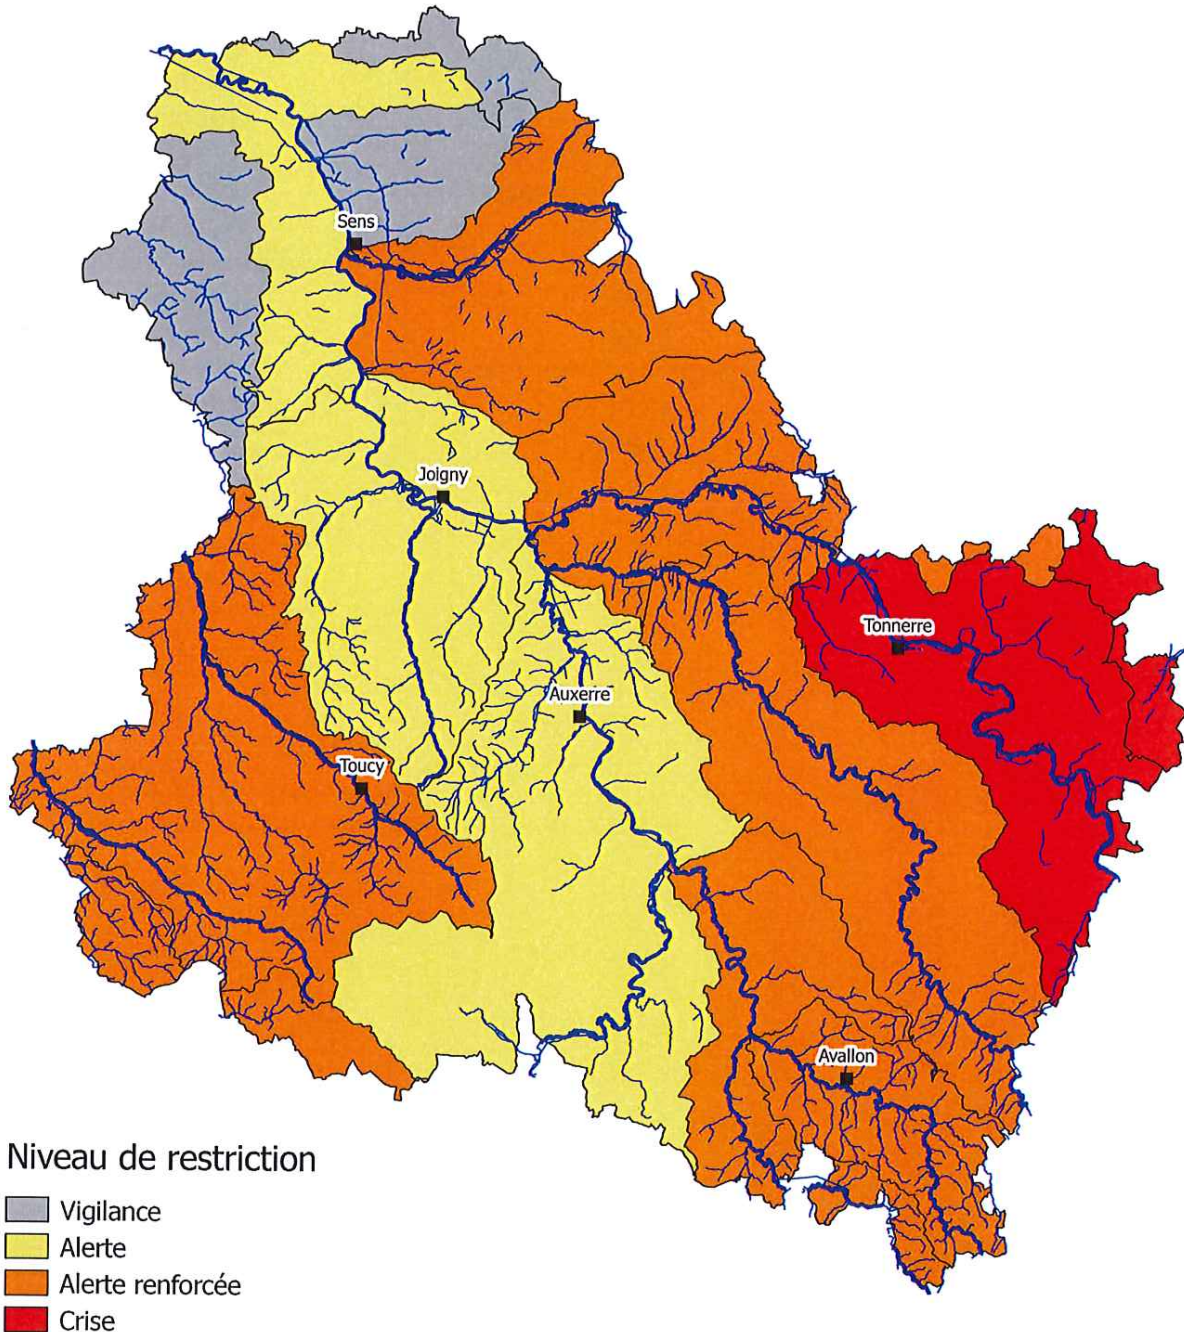 Sens
Joigny
Tonnerre
Auxerre
Toucy
Avallon
Niveau de restriction
Vigilance
Alerte
Alerte renforcée
Crise